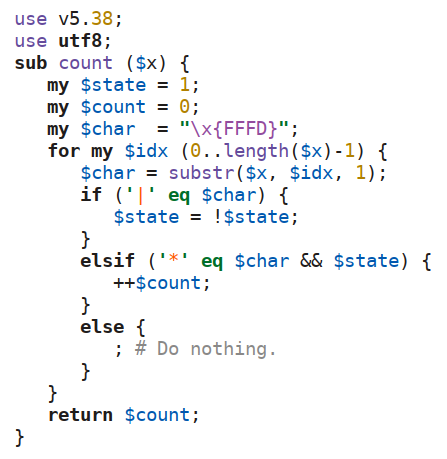 use v5.38;
use utf8;
sub count ($x) {
   my $state = 1;
   my $count = 0;
   my $char  = "\x{FFFD}";
   for my $idx (0..length($x)-1) {
      $char = substr($x, $idx, 1);
      if ('|' eq $char) {
         $state = !$state;
      }
      elsif ('*' eq $char && $state) {
         ++$count;
      }
      else {
         ; # Do nothing.
      }
   }
   return $count;
}